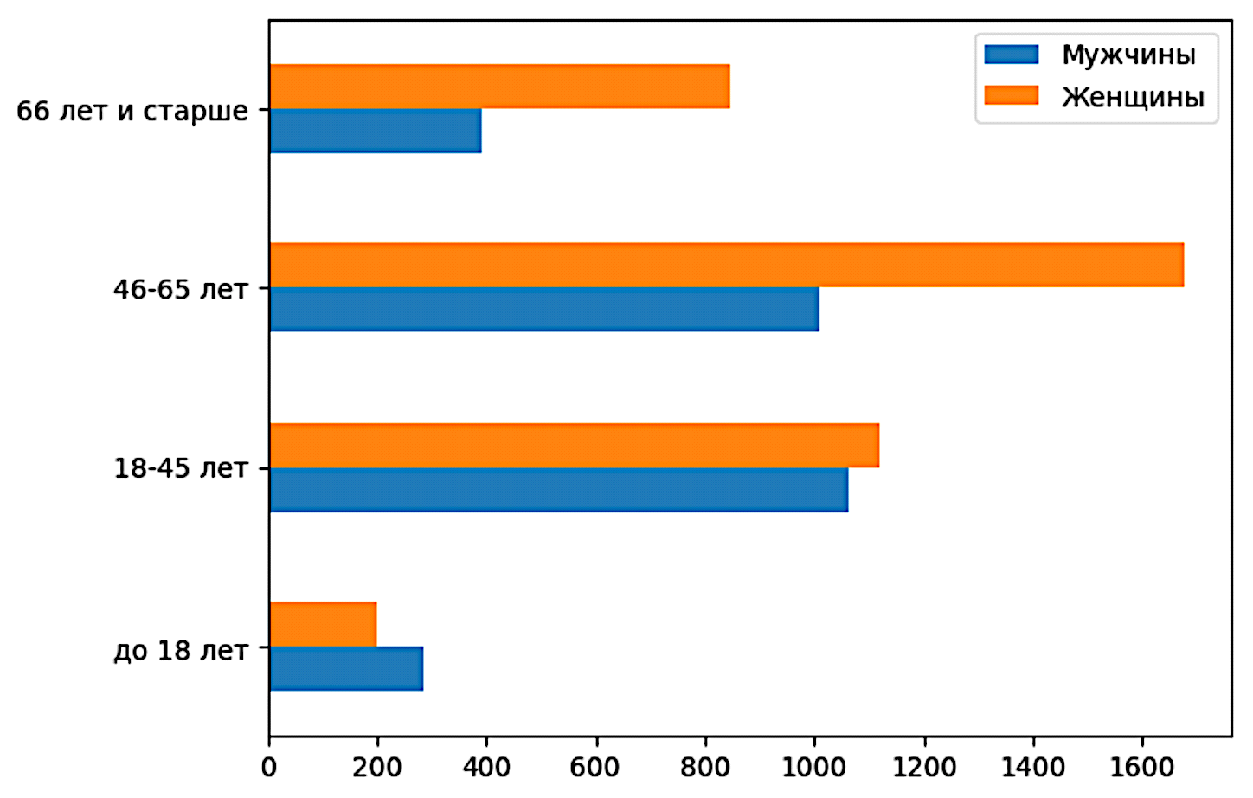 Мужчины
Женщины
66 лет и старше
46-65 лет
18-45 лет
до 18 лет
0 200 400 600 800 1000 1200 1400 1600